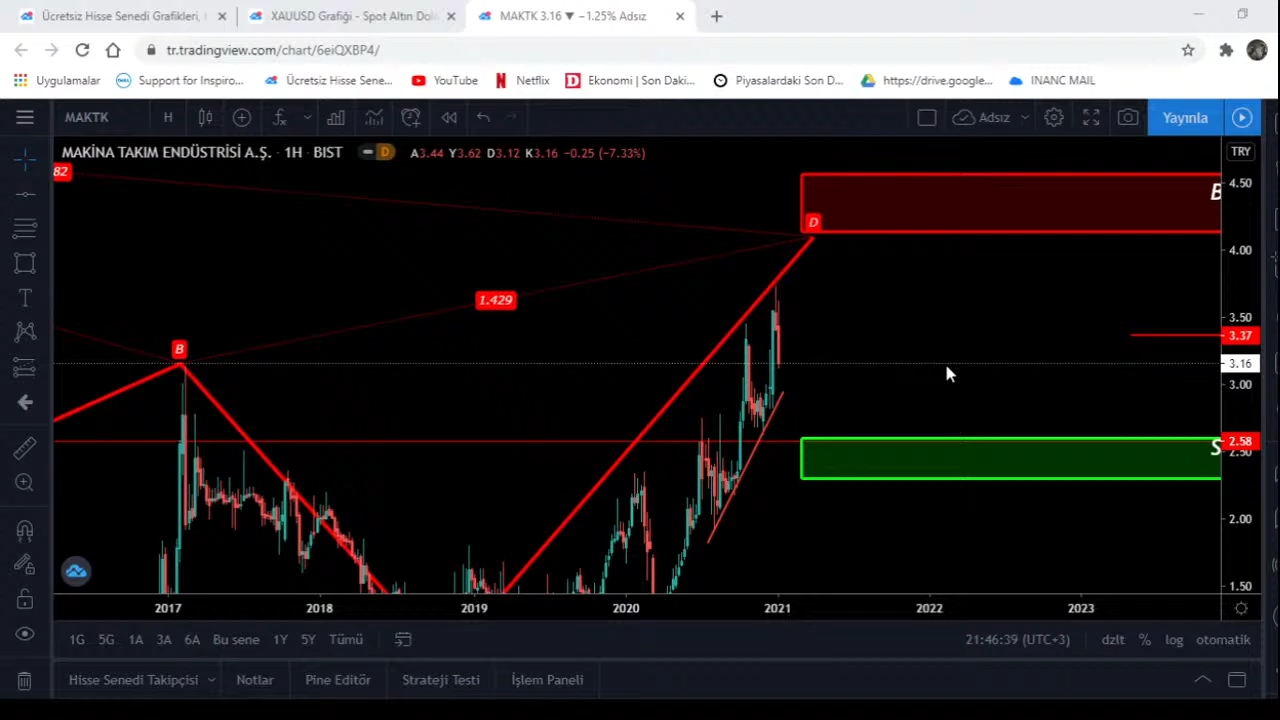 Ücretsiz Hisse Senedi Grafikleri, I
XAUUSD Grafiği - Spot Altın Dola
MAKTK 3.16 ▼ −1.25% Adsız
tr.tradingview.com/chart/6eiQXBP4/
Uygulamalar
Support for Inspiro...
Ücretsiz Hisse Sene...
YouTube
Netflix
Ekonomi | Son Daki...
Piyasalardaki Son D...
https://drive.google...
INANC MAIL
MAKTK
H
Adsız
Yayınla
MAKİNA TAKIM ENDÜSTRİSİ A.Ş. · 1H · BIST
D
A3.44 Y3.62 D3.12 K3.16 −0.25 (−7.33%)
TRY
82
4.50
B
D
4.00
1.429
3.50
3.37
B
3.16
3.00
2.58
S
2.50
2.00
1.50
2017
2018
2019
2020
2021
2022
2023
1G
5G
1A
3A
6A
Bu sene
1Y
5Y
Tümü
21:46:39 (UTC+3)
dzlt
%
log
otomatik
Hisse Senedi Takipçisi
Notlar
Pine Editör
Strateji Testi
İşlem Paneli